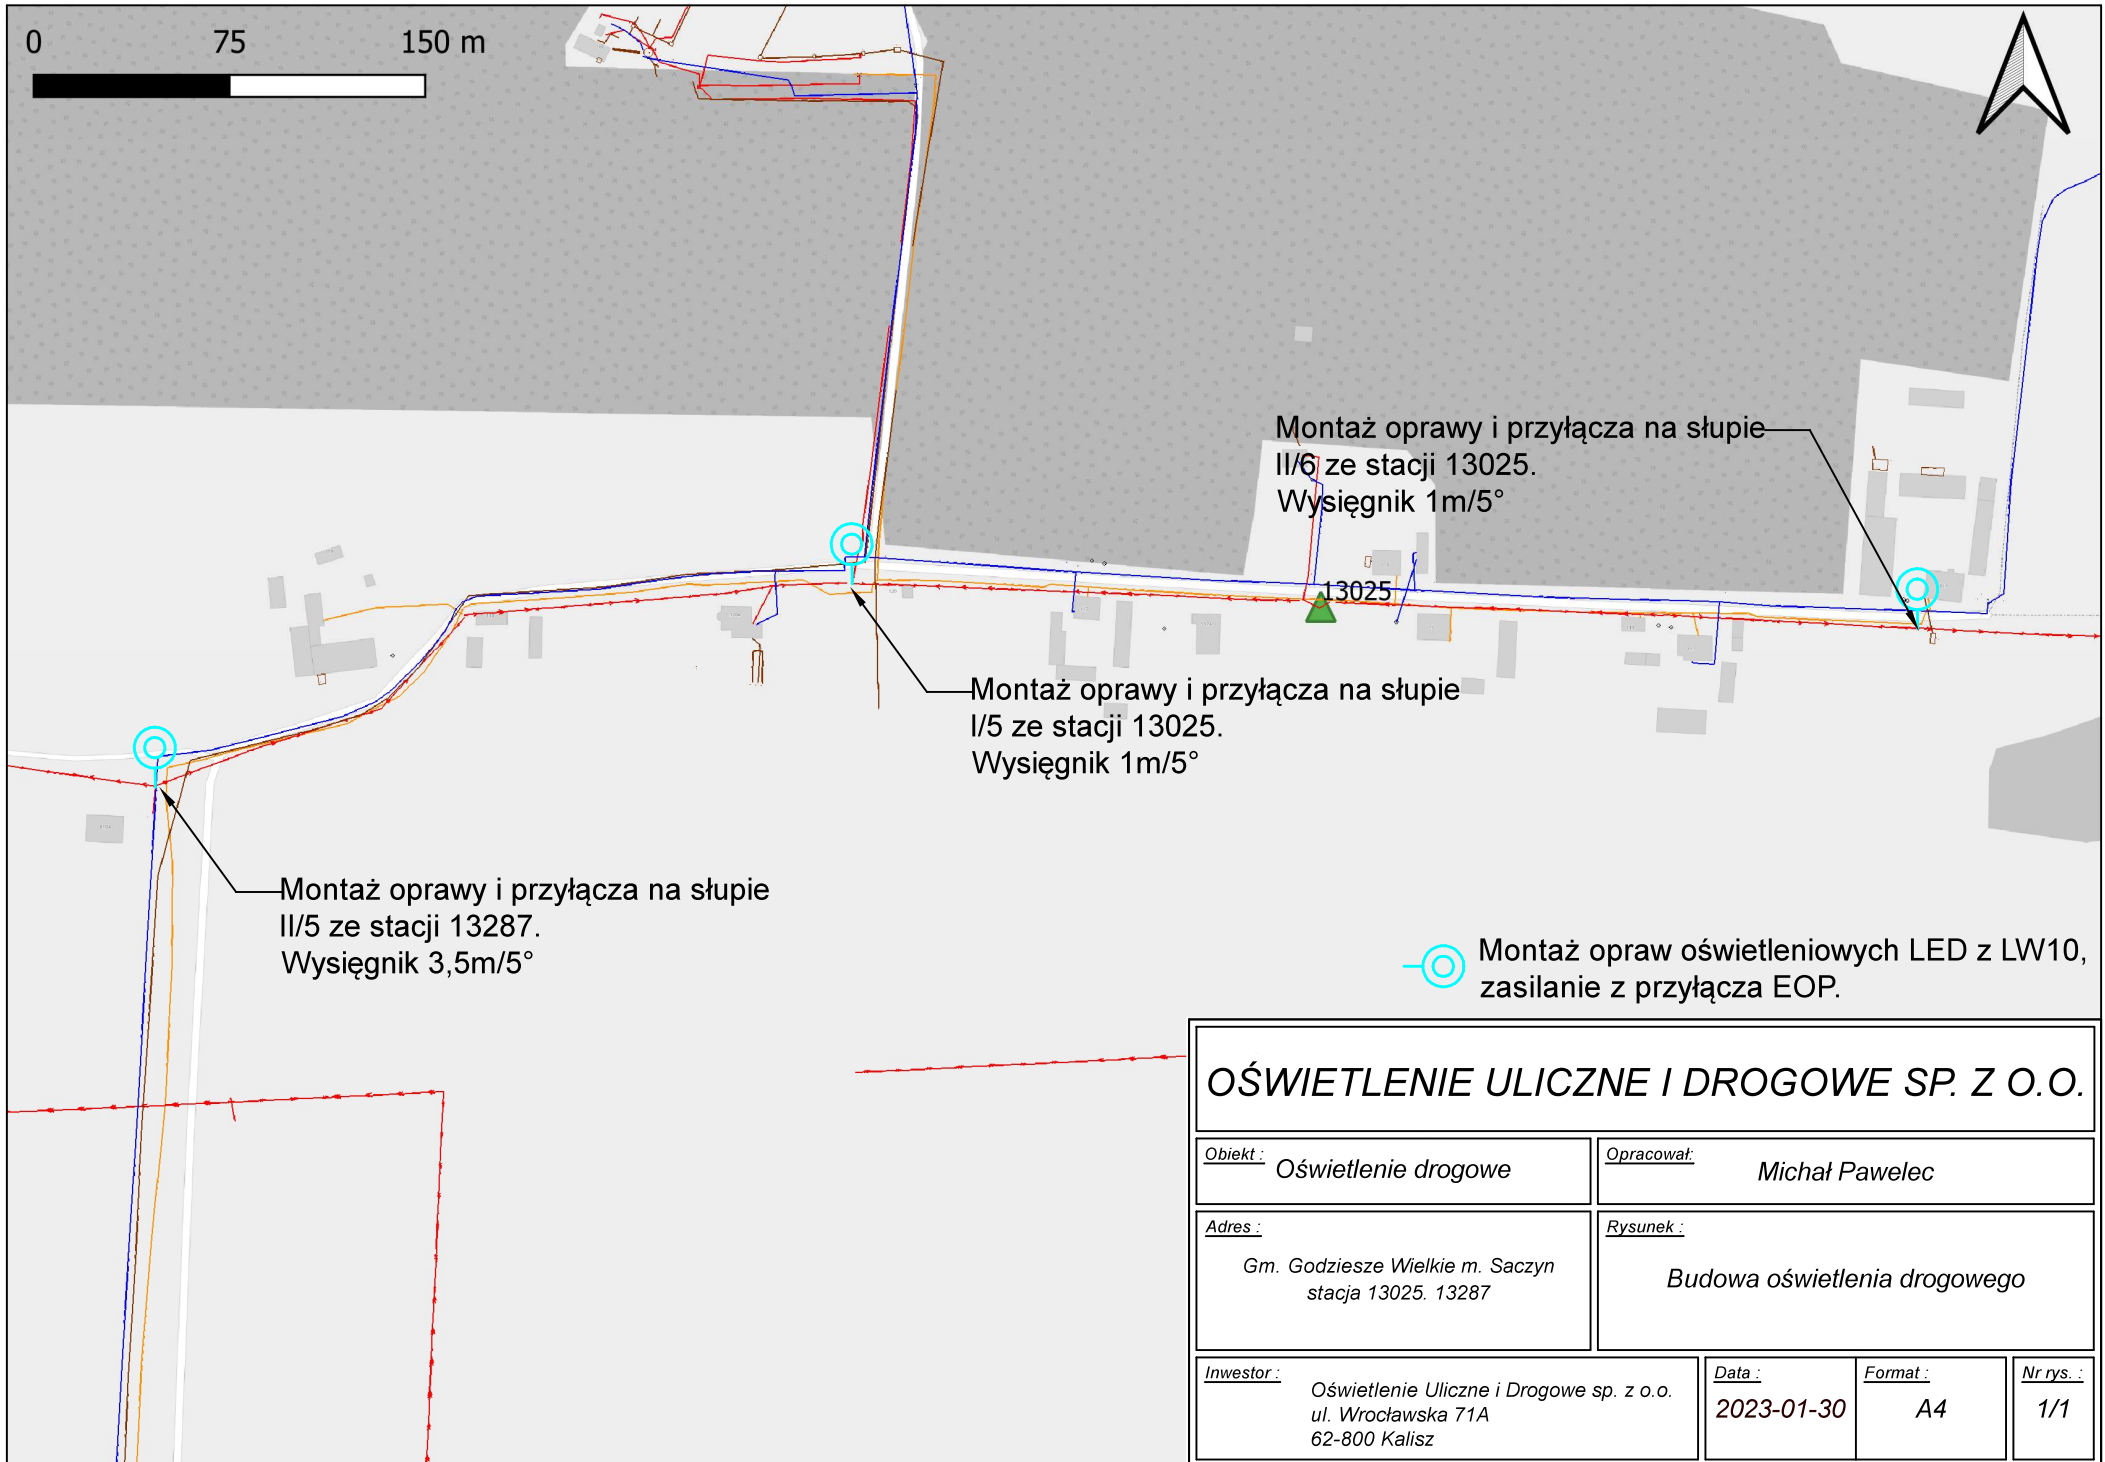 0 75 150 m
Montaż oprawy i przyłącza na słupie
II/6 ze stacji 13025.
Wysięgnik 1m/5°
13025
Montaż oprawy i przyłącza na słupie
I/5 ze stacji 13025.
Wysięgnik 1m/5°
Montaż oprawy i przyłącza na słupie
II/5 ze stacji 13287.
Wysięgnik 3,5m/5°
Montaż opraw oświetleniowych LED z LW10,
zasilanie z przyłącza EOP.
OŚWIETLENIE ULICZNE I DROGOWE SP. Z O.O.
Obiekt : Oświetlenie drogowe
Opracował: Michał Pawelec
Adres :
Gm. Godziesze Wielkie m. Saczyn
stacja 13025. 13287
Rysunek :
Budowa oświetlenia drogowego
Inwestor :
Oświetlenie Uliczne i Drogowe sp. z o.o.
ul. Wrocławska 71A
62-800 Kalisz
Data :
2023-01-30
Format :
A4
Nr rys. :
1/1